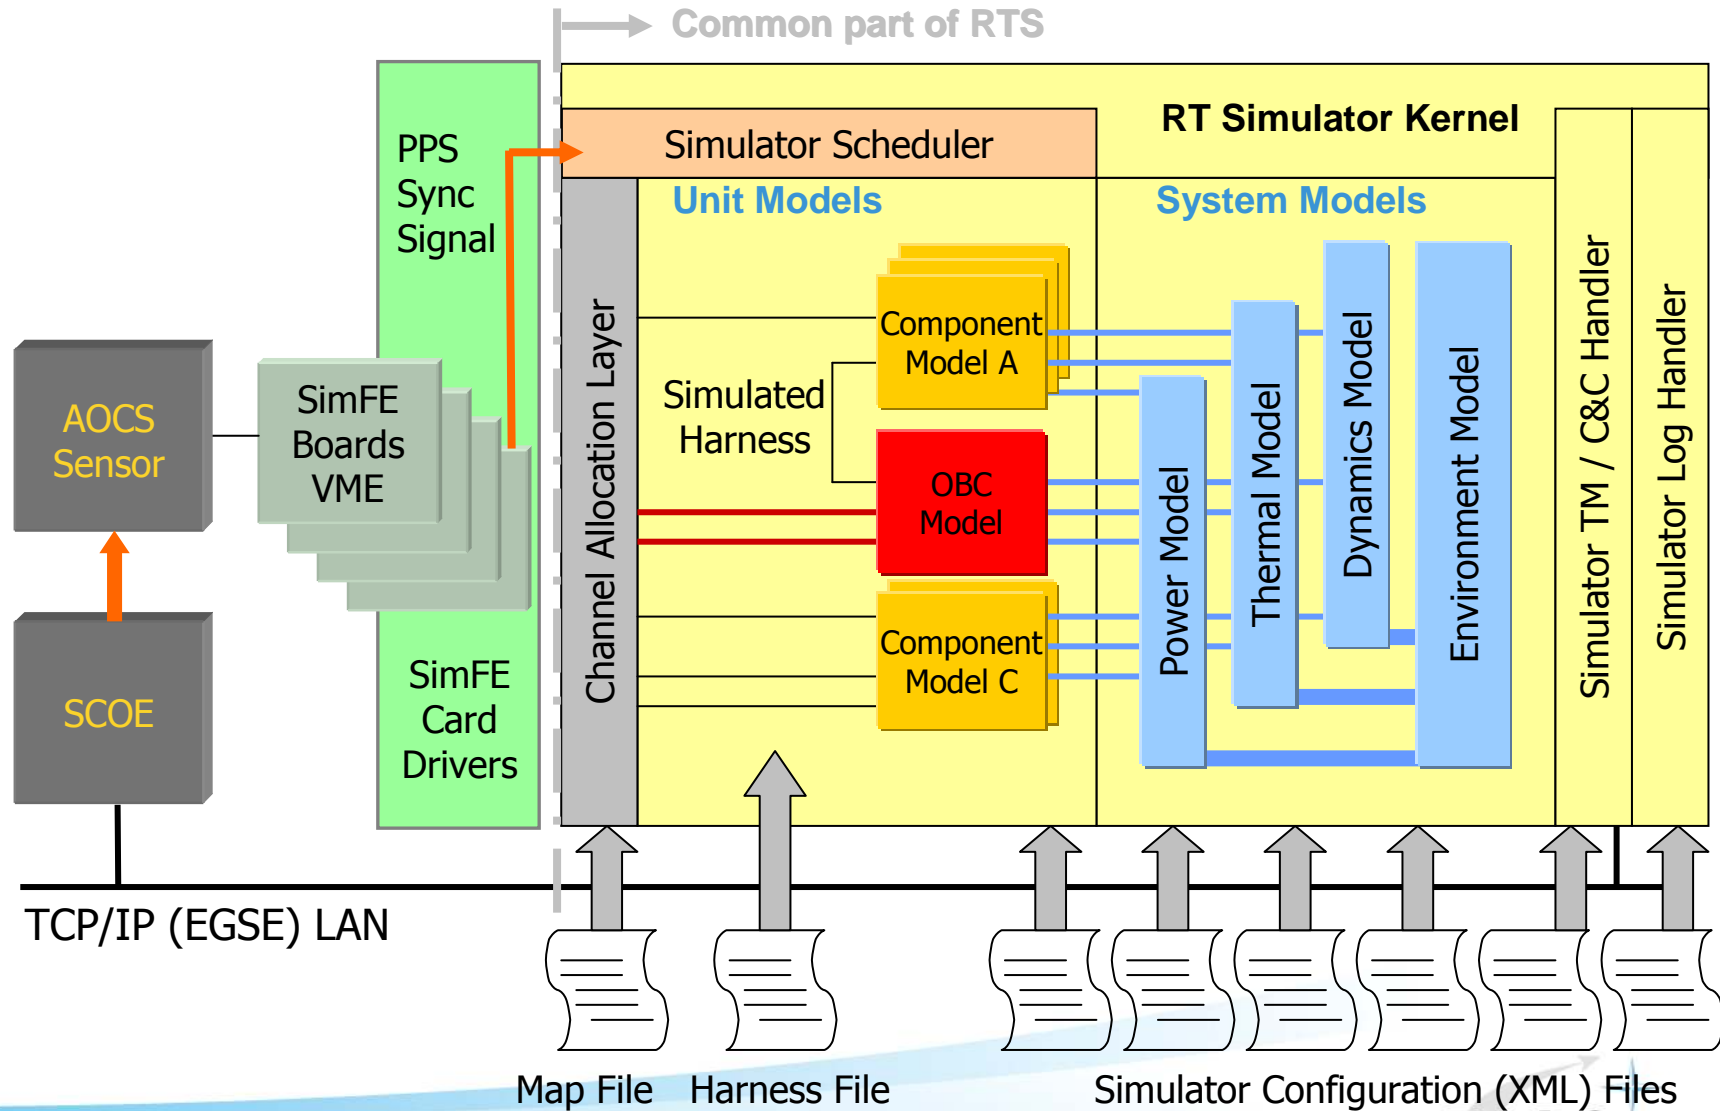 Common part of RTS
RT Simulator Kernel
Simulator Scheduler
PPS
Sync
Signal
Unit Models
System Models
Channel Allocation Layer
Component
Model A
Simulated
Harness
OBC
Model
Component
Model C
Power Model
Thermal Model
Dynamics Model
Environment Model
Simulator TM / C&C Handler
Simulator Log Handler
AOCS
Sensor
SimFE
Boards
VME
SCOE
SimFE
Card
Drivers
TCP/IP (EGSE) LAN
Map File
Harness File
Simulator Configuration (XML) Files